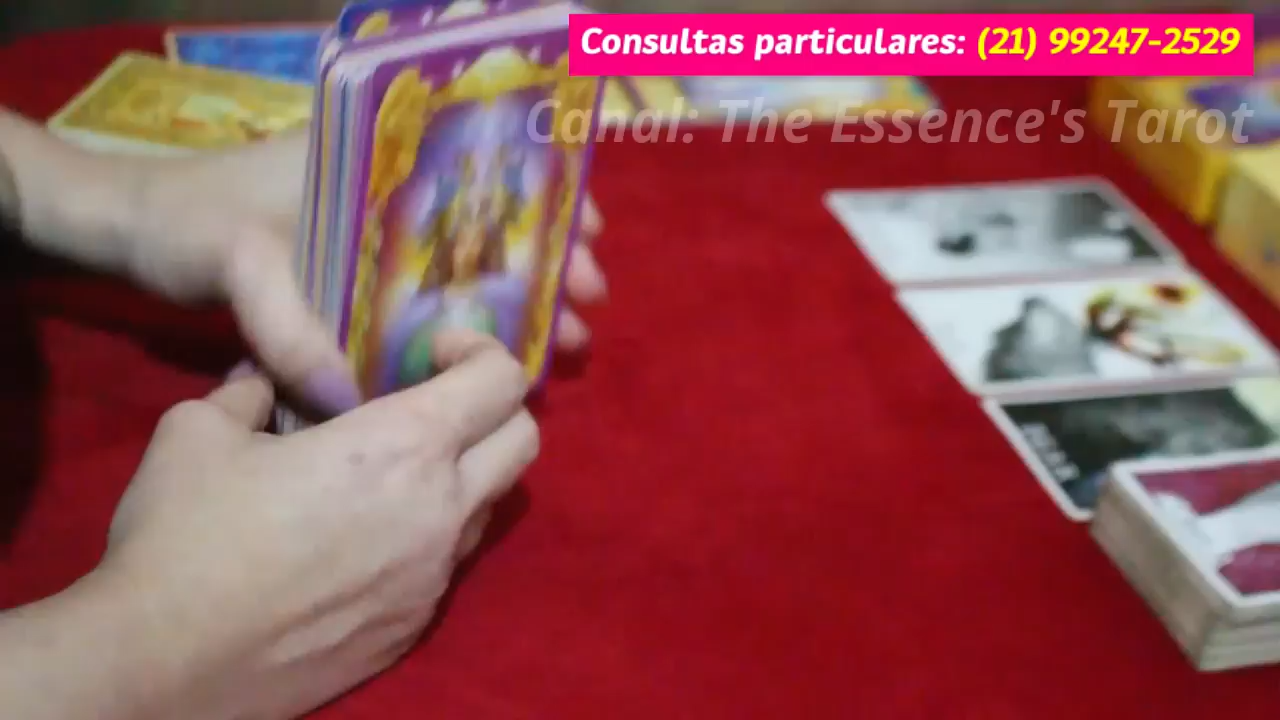 Consultas particulares: (21) 99247-2529
Canal: The Essence's Tarot